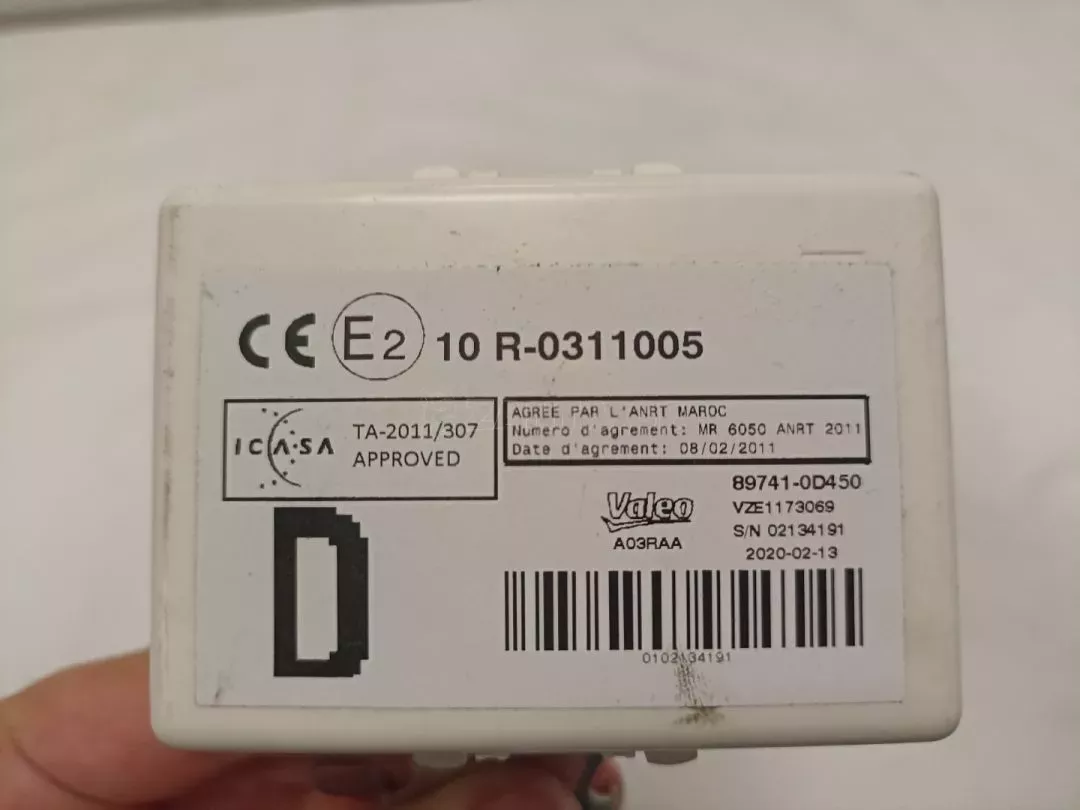 CE E2 10 R-0311005
ICASA TA-2011/307
APPROVED
AGREE PAR L'ANRT MAROC
Numero d'agrement: MR 6050 ANRT 2011
Date d'agrement: 08/02/2011
89741-0D450
Valeo VZE1173069
S/N 02134191
A03RAA 2020-02-13
D
0102134191